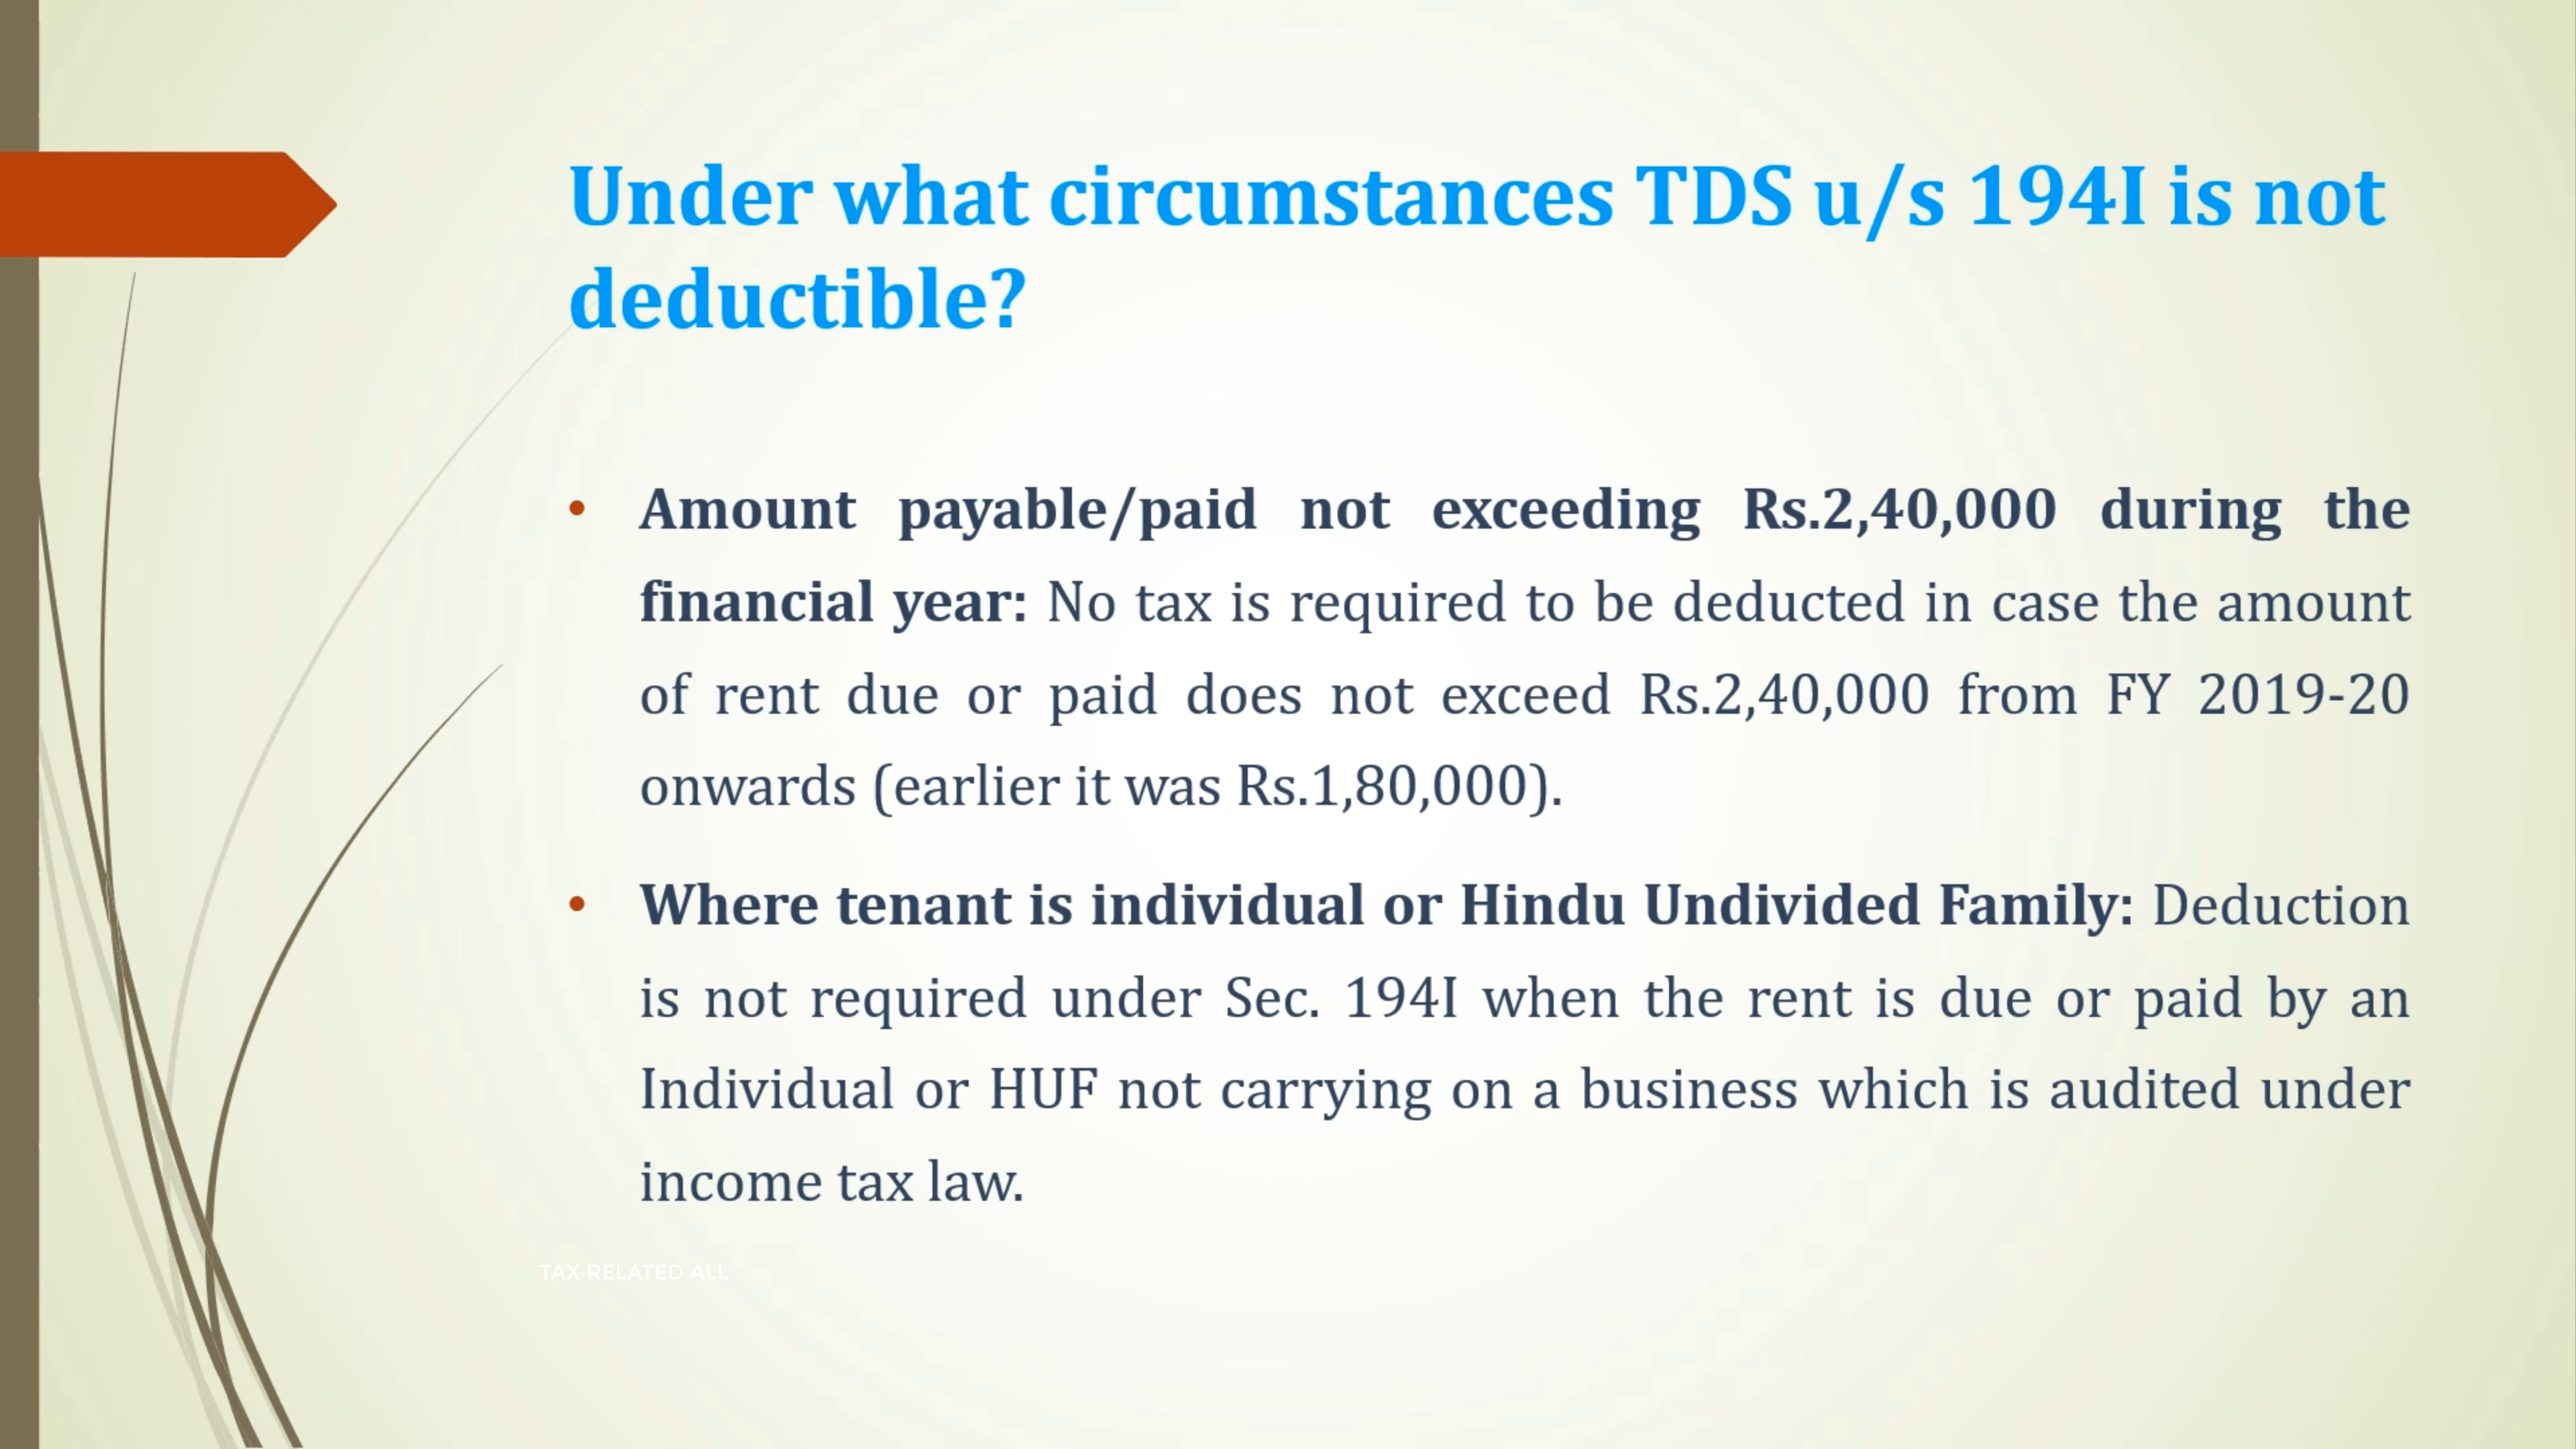 Under what circumstances TDS u/s 194I is not
deductible?
• Amount payable/paid not exceeding Rs.2,40,000 during the
financial year: No tax is required to be deducted in case the amount
of rent due or paid does not exceed Rs.2,40,000 from FY 2019-20
onwards (earlier it was Rs.1,80,000).
• Where tenant is individual or Hindu Undivided Family: Deduction
is not required under Sec. 194I when the rent is due or paid by an
Individual or HUF not carrying on a business which is audited under
income tax law.
TAX RELATED ALL